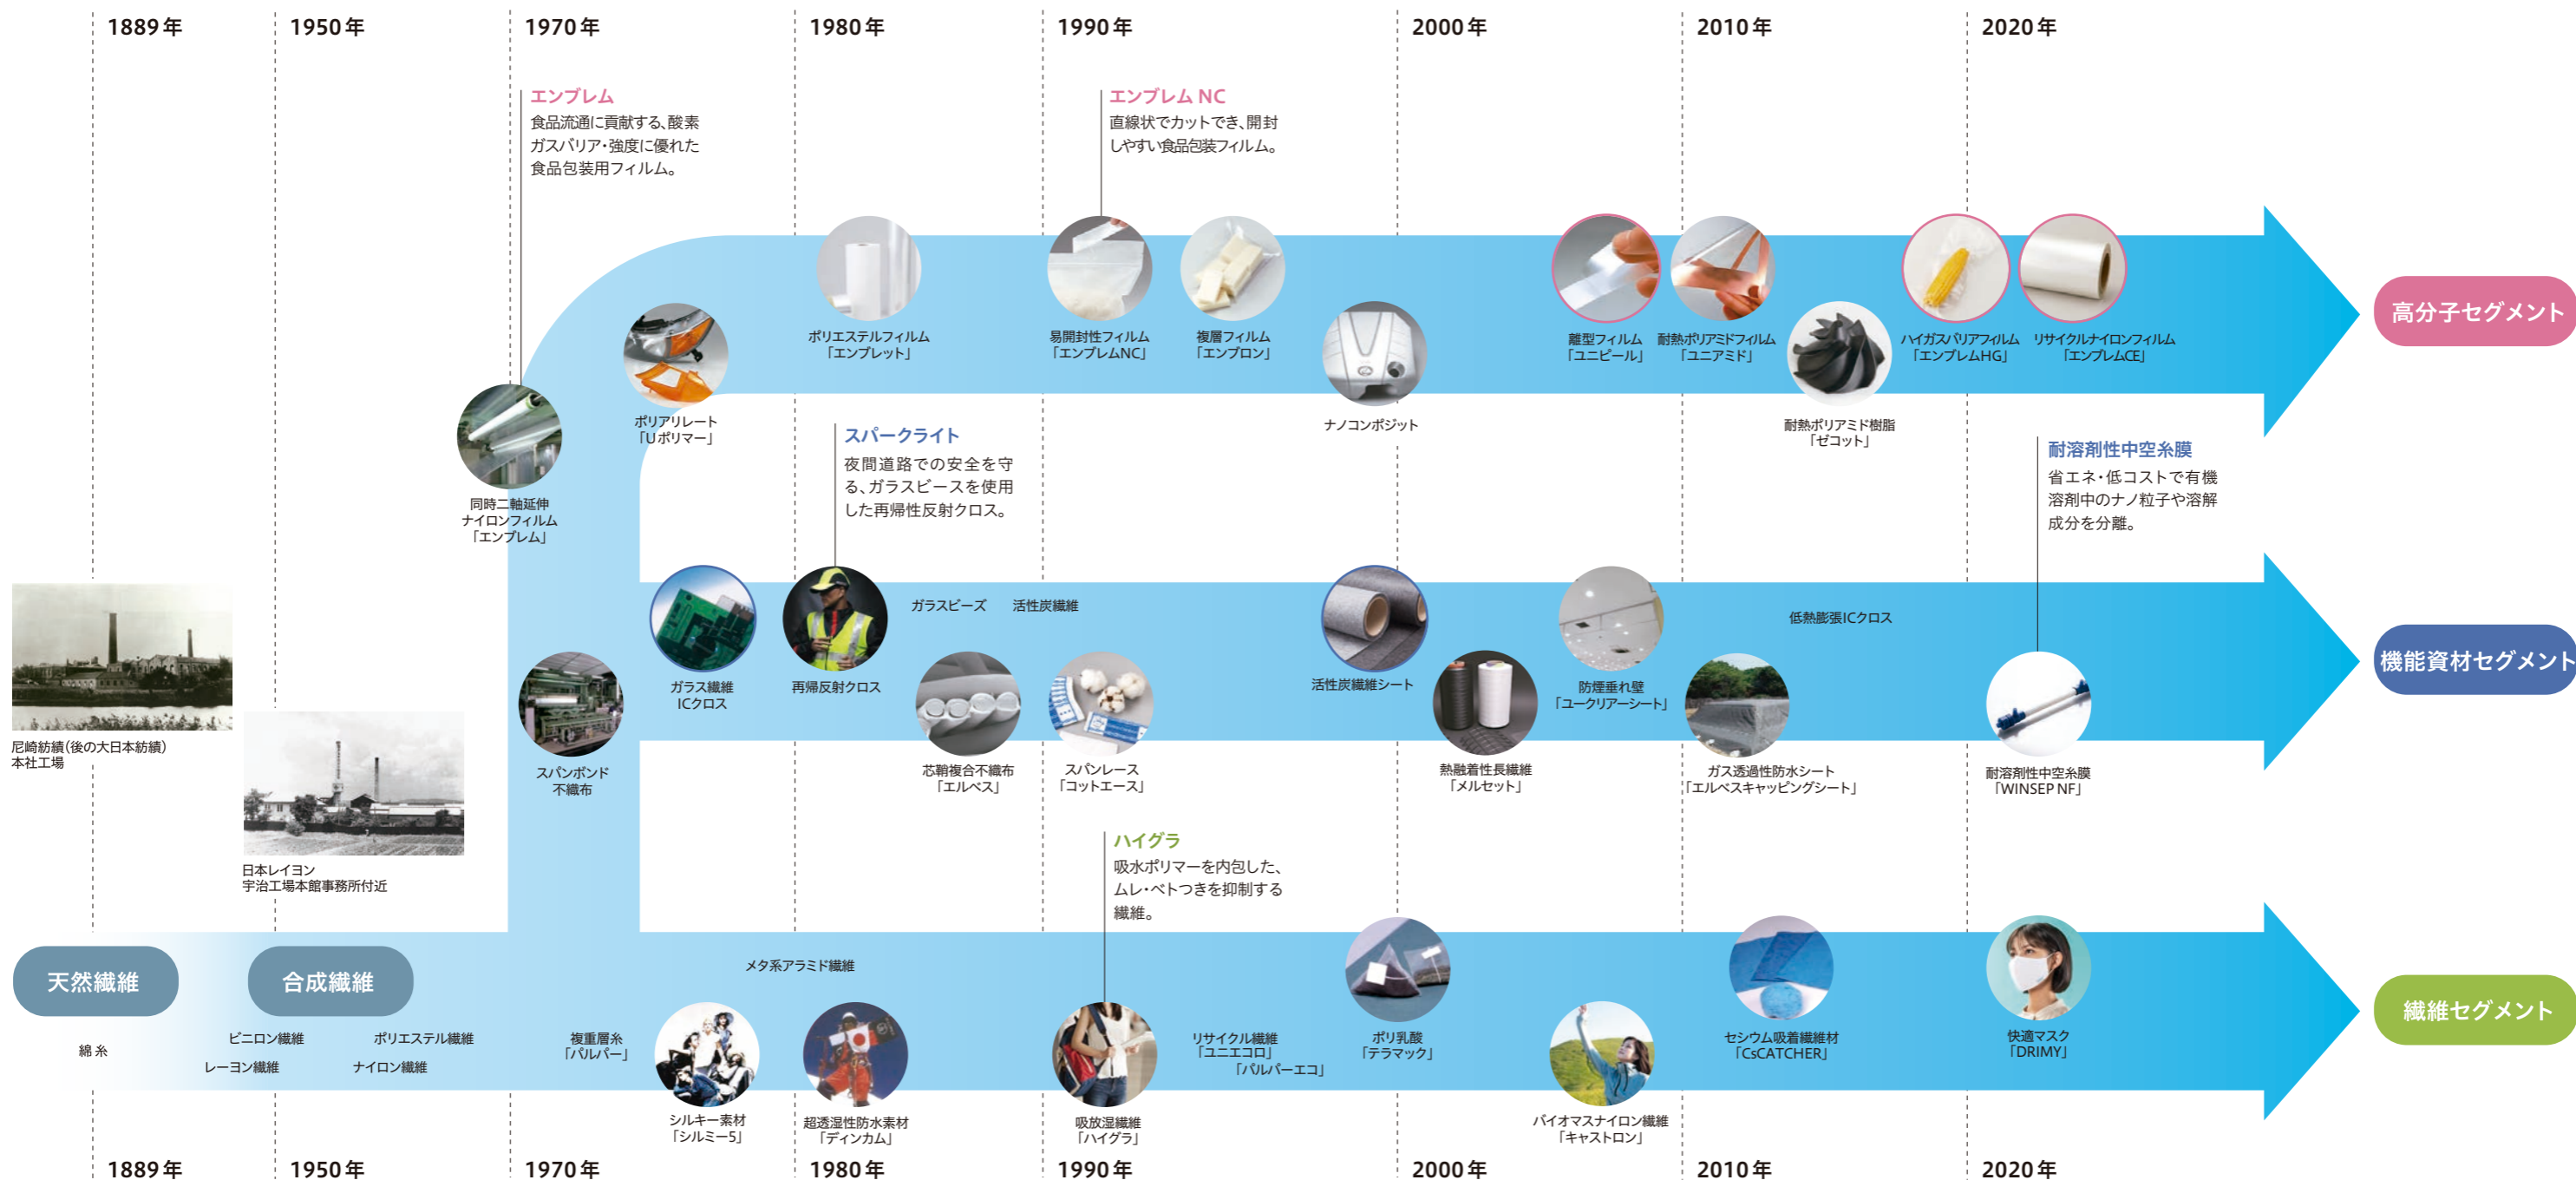 1889年
1950年
1970年
1980年
1990年
2000年
2010年
2020年
エンブレム
食品流通に貢献する、酸素
ガスバリア・強度に優れた
食品包装用フィルム。
エンブレム NC
直線状でカットでき、開封
しやすい食品包装フィルム。
ポリエステルフィルム
「エンブレット」
易開封性フィルム
「エンブレムNC」
複層フィルム
「エンブロン」
離型フィルム
「ユニピール」
耐熱ポリアミドフィルム
「ユニアミド」
ハイガスバリアフィルム
「エンブレムHG」
リサイクルナイロンフィルム
「エンブレムCE」
高分子セグメント
ポリアリレート
「Uポリマー」
ナノコンポジット
耐熱ポリアミド樹脂
「ゼコット」
同時二軸延伸
ナイロンフィルム
「エンブレム」
スパークライト
夜間道路での安全を守
る、ガラスビースを使用
した再帰性反射クロス。
耐溶剤性中空糸膜
省エネ・低コストで有機
溶剤中のナノ粒子や溶解
成分を分離。
ガラスビーズ
活性炭繊維
低熱膨張ICクロス
ガラス繊維
ICクロス
再帰反射クロス
活性炭繊維シート
防煙垂れ壁
「ユークリアーシート」
機能資材セグメント
スパンボンド
不織布
芯鞘複合不織布
「エルベス」
スパンレース
「コットエース」
熱融着性長繊維
「メルセット」
ガス透過性防水シート
「エルベスキャッピングシート」
耐溶剤性中空糸膜
「WINSEP NF」
尼崎紡績(後の大日本紡績)
本社工場
日本レイヨン
宇治工場本館事務所付近
ハイグラ
吸水ポリマーを内包した、
ムレ・ベトつきを抑制する
繊維。
天然繊維
合成繊維
メタ系アラミド繊維
綿糸
ビニロン繊維
レーヨン繊維
ポリエステル繊維
ナイロン繊維
複重層糸
「パルパー」
リサイクル繊維
「ユニエコロ」
「パルパーエコ」
ポリ乳酸
「テラマック」
セシウム吸着繊維材
「CsCATCHER」
快適マスク
「DRIMY」
繊維セグメント
シルキー素材
「シルミー5」
超透湿性防水素材
「ディンカム」
吸放湿繊維
「ハイグラ」
バイオマスナイロン繊維
「キャストロン」
1889年
1950年
1970年
1980年
1990年
2000年
2010年
2020年